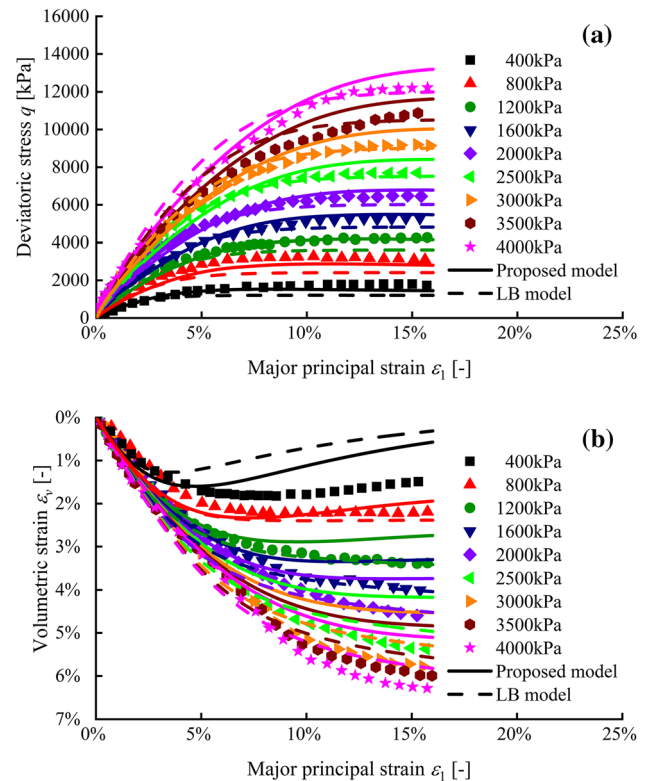 (a)
16000
14000
12000
10000
8000
6000
4000
2000
0
Deviatoric stress q [kPa]
400kPa
800kPa
1200kPa
1600kPa
2000kPa
2500kPa
3000kPa
3500kPa
4000kPa
Proposed model
LB model
0% 5% 10% 15% 20% 25%
Major principal strain ε₁ [-]
(b)
0%
1%
2%
3%
4%
5%
6%
7%
Volumetric strain εᵥ [-]
400kPa
800kPa
1200kPa
1600kPa
2000kPa
2500kPa
3000kPa
3500kPa
4000kPa
Proposed model
LB model
0% 5% 10% 15% 20% 25%
Major principal strain ε₁ [-]